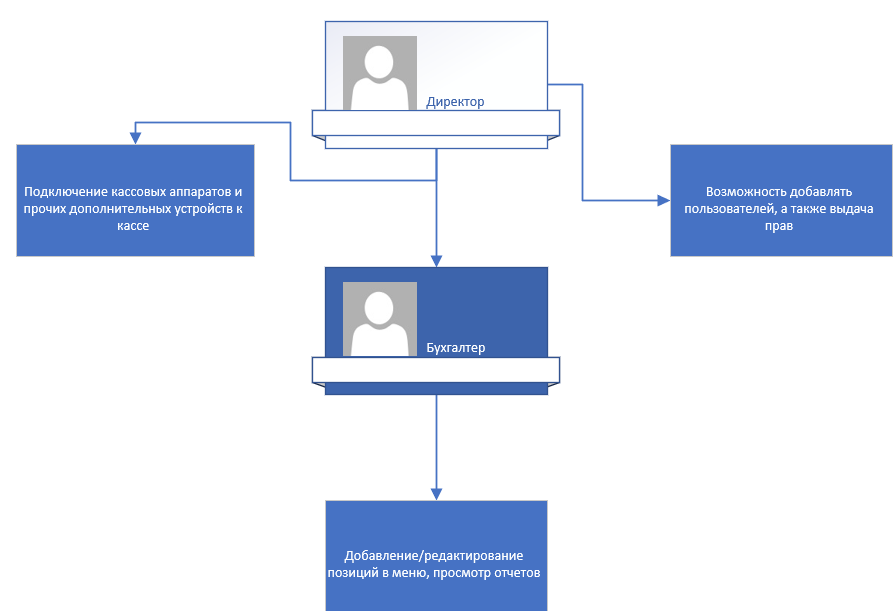 Директор
Подключение кассовых аппаратов и
прочих дополнительных устройств к
кассе
Возможность добавлять
пользователей, а также выдача
прав
Бухгалтер
Добавление/редактирование
позиций в меню, просмотр отчетов